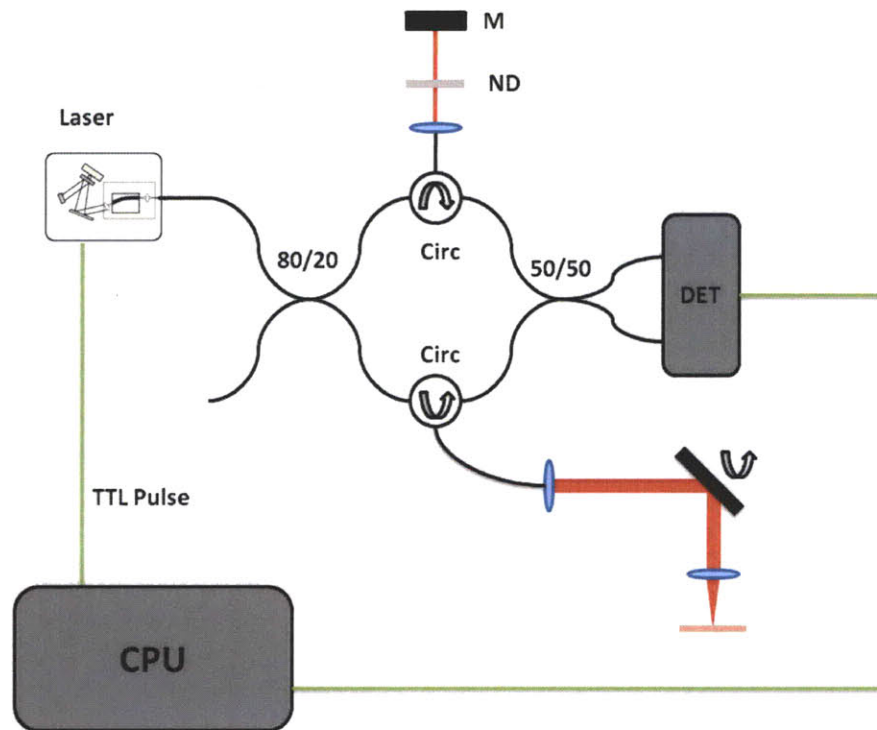 M
ND
Laser
80/20
Circ
50/50
DET
Circ
TTL Pulse
CPU